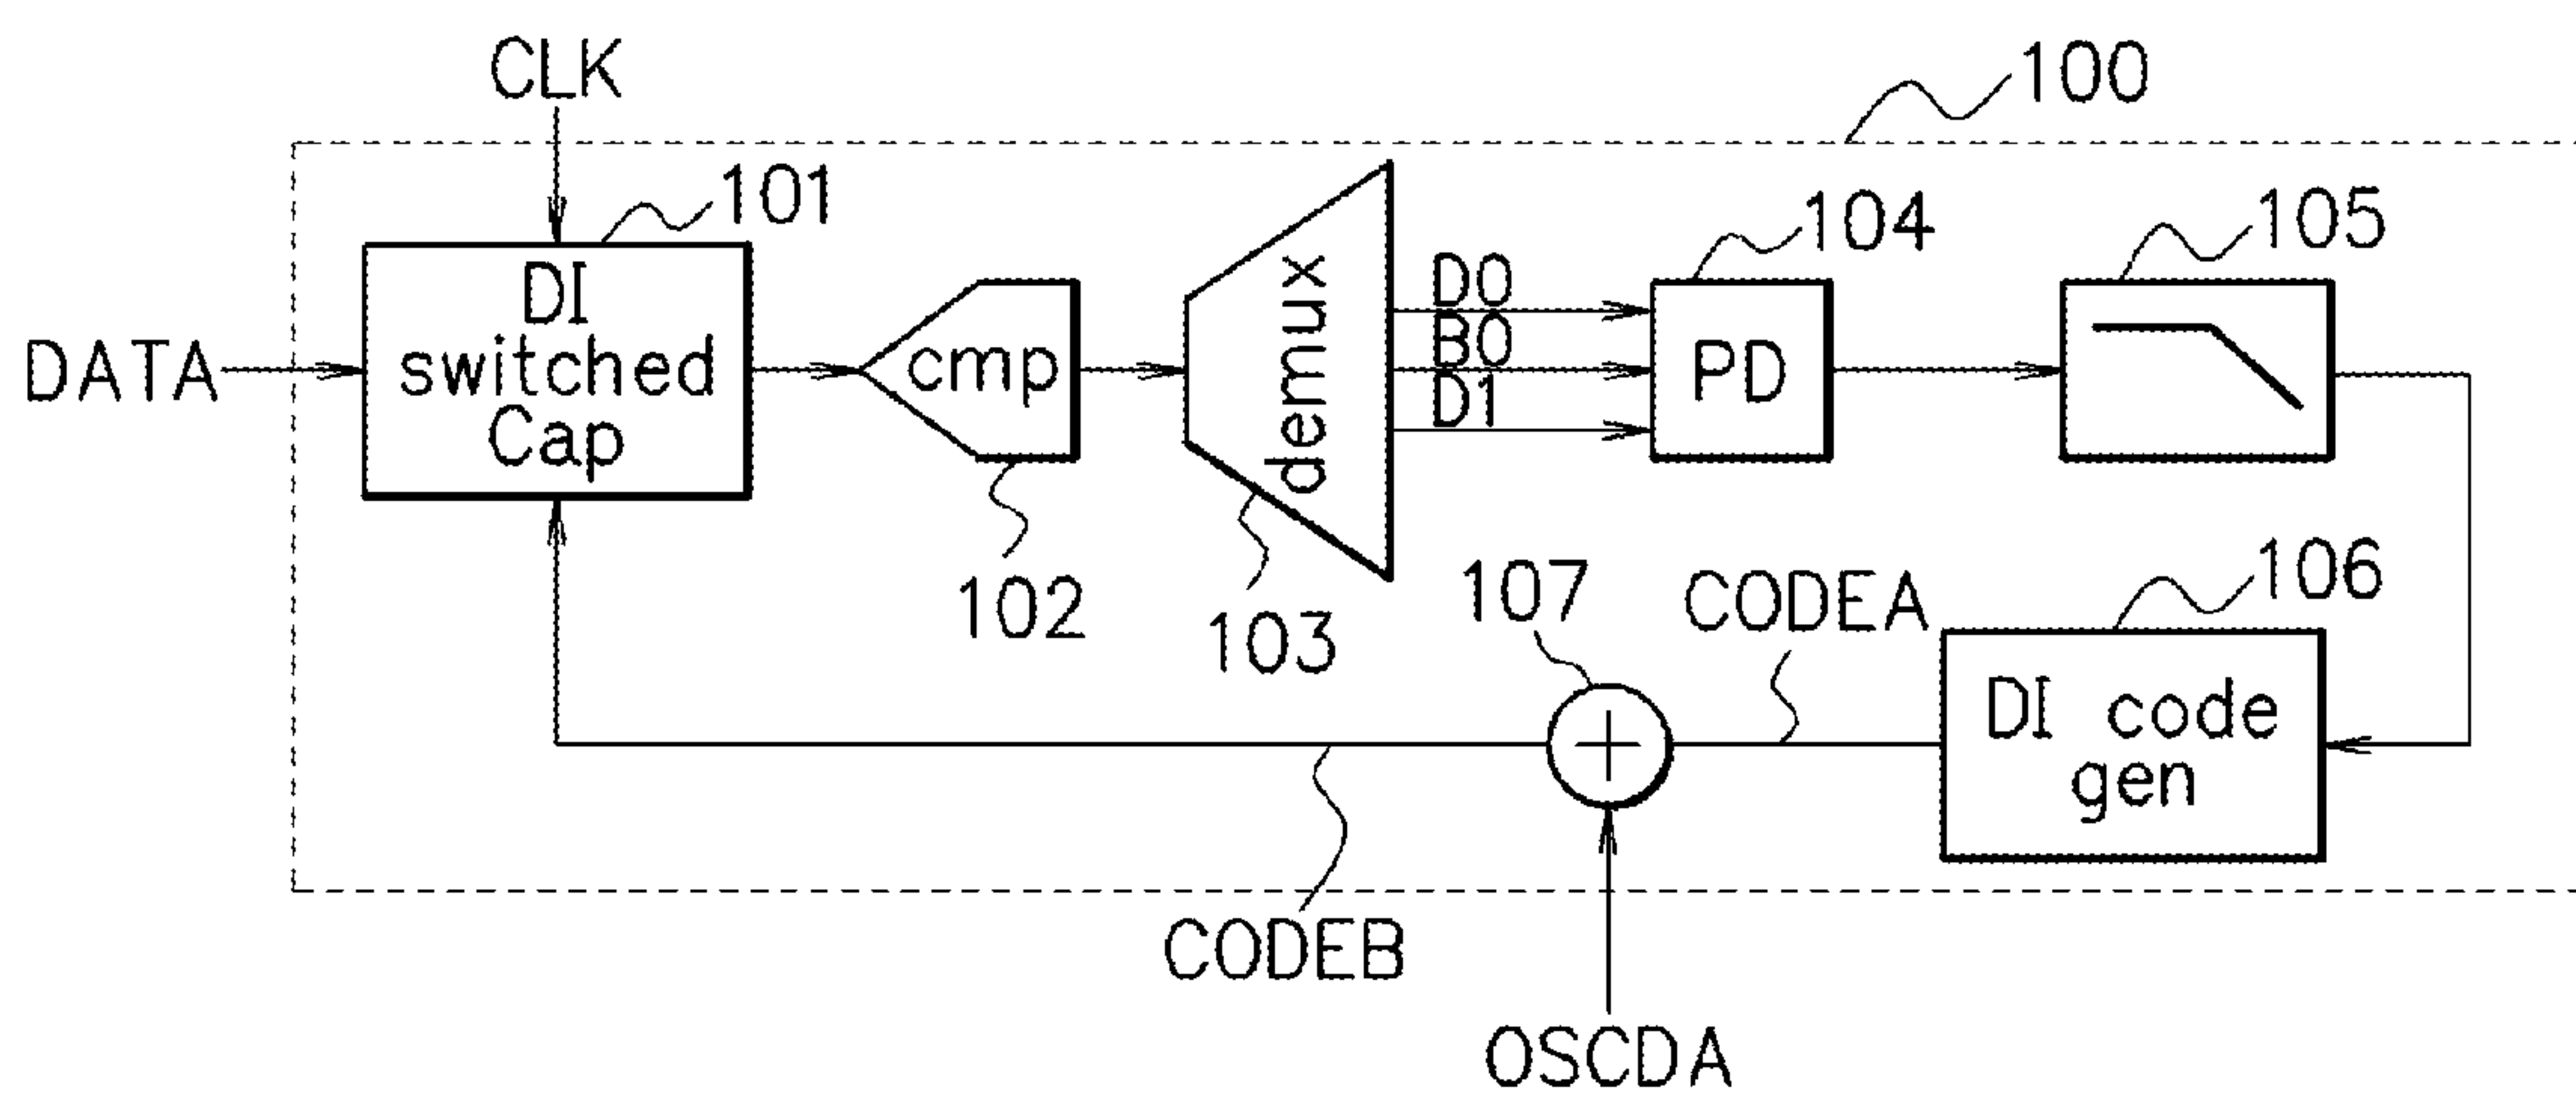 CLK
100
101
104
105
DI
switched
Cap
DATA
cmp
demux
D0
B0
D1
PD
102
103
107
CODEA
106
DI code
gen
CODEB
OSCDA